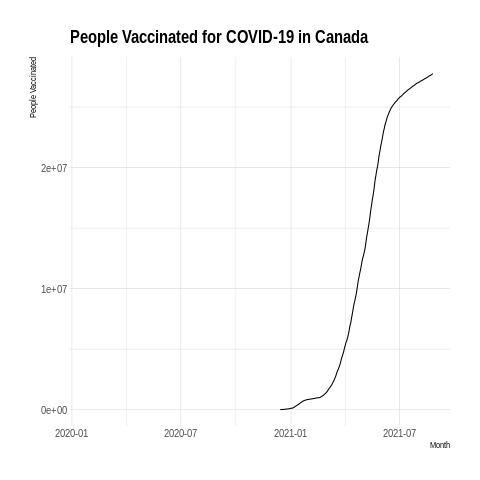 People Vaccinated for COVID-19 in Canada
People Vaccinated
2e+07
1e+07
0e+00
2020-01 2020-07 2021-01 2021-07
Month